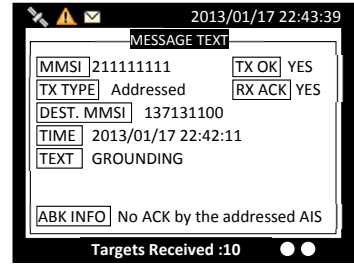 2013/01/17 22:43:39
MESSAGE TEXT
MMSI 211111111 TX OK YES
TX TYPE Addressed RX ACK YES
DEST. MMSI 137131100
TIME 2013/01/17 22:42:11
TEXT GROUNDING
ABK INFO No ACK by the addressed AIS
Targets Received :10